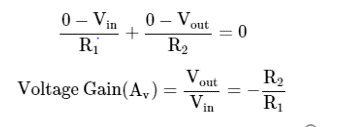 (0 − V_in)/R_1 + (0 − V_out)/R_2 = 0
Voltage Gain(A_v) = V_out/V_in = −R_2/R_1